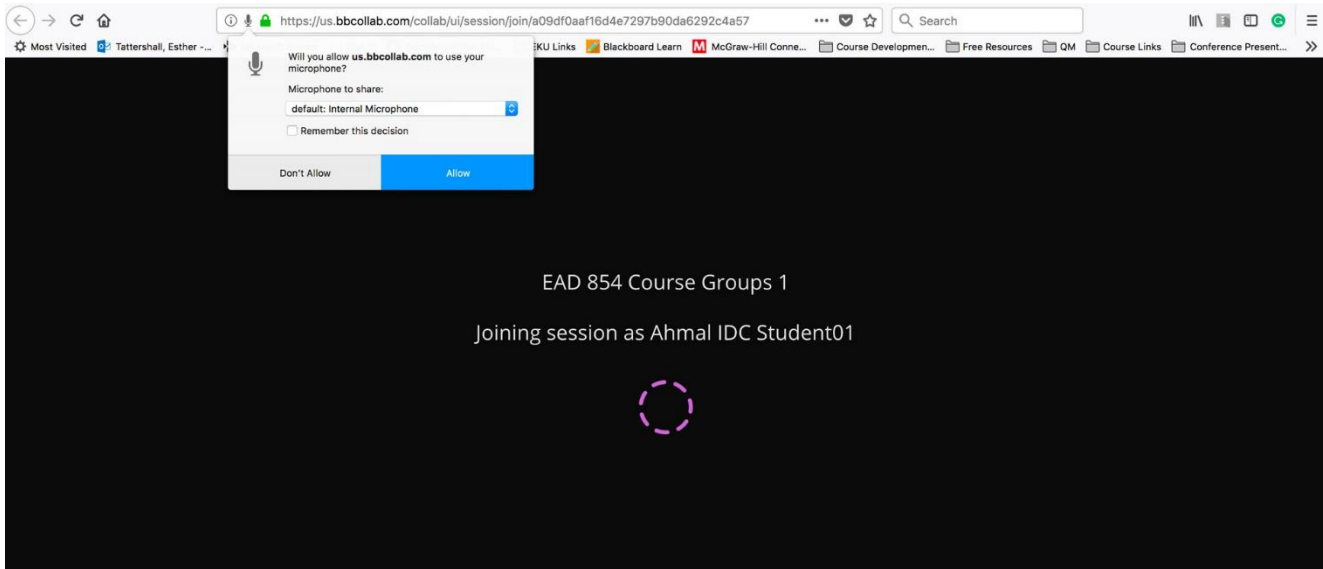 https://us.bbcollab.com/collab/ui/session/join/a09df0aaf16d4e7297b90da6292c4a57
Search
Most Visited
Tattershall, Esther -...
EKU Links
Blackboard Learn
McGraw-Hill Conne...
Course Developmen...
Free Resources
QM
Course Links
Conference Present...
Will you allow us.bbcollab.com to use your
microphone?
Microphone to share:
default: Internal Microphone
Remember this decision
Don't Allow
Allow
EAD 854 Course Groups 1
Joining session as Ahmal IDC Student01